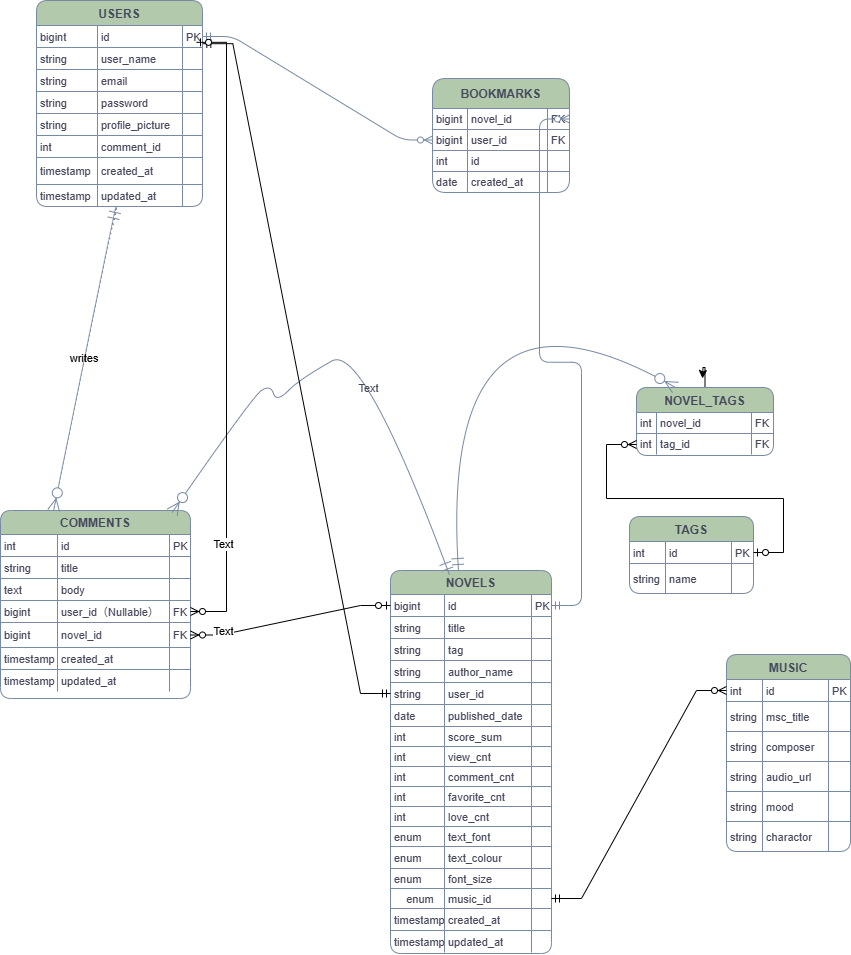 USERS
bigint id PK
string user_name
string email
string password
string profile_picture
int comment_id
timestamp created_at
timestamp updated_at
BOOKMARKS
bigint novel_id FK
bigint user_id FK
int id
date created_at
writes
Text
NOVEL_TAGS
int novel_id FK
int tag_id FK
COMMENTS
int id PK
string title
text body
bigint user_id（Nullable） FK
bigint novel_id FK
timestamp created_at
timestamp updated_at
Text
Text
TAGS
int id PK
string name
NOVELS
bigint id PK
string title
string tag
string author_name
string user_id
date published_date
int score_sum
int view_cnt
int comment_cnt
int favorite_cnt
int love_cnt
enum text_font
enum text_colour
enum font_size
enum music_id
timestamp created_at
timestamp updated_at
MUSIC
int id PK
string msc_title
string composer
string audio_url
string mood
string charactor